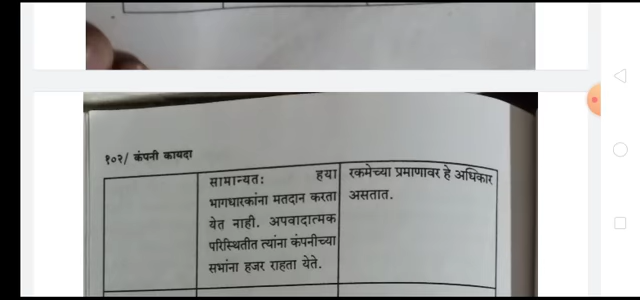 १०२/ कंपनी कायदा
सामान्यतः हया
भागधारकांना मतदान करता
येत नाही. अपवादात्मक
परिस्थितीत त्यांना कंपनीच्या
सभांना हजर राहता येते.
रकमेच्या प्रमाणावर हे अधिकार
असतात.